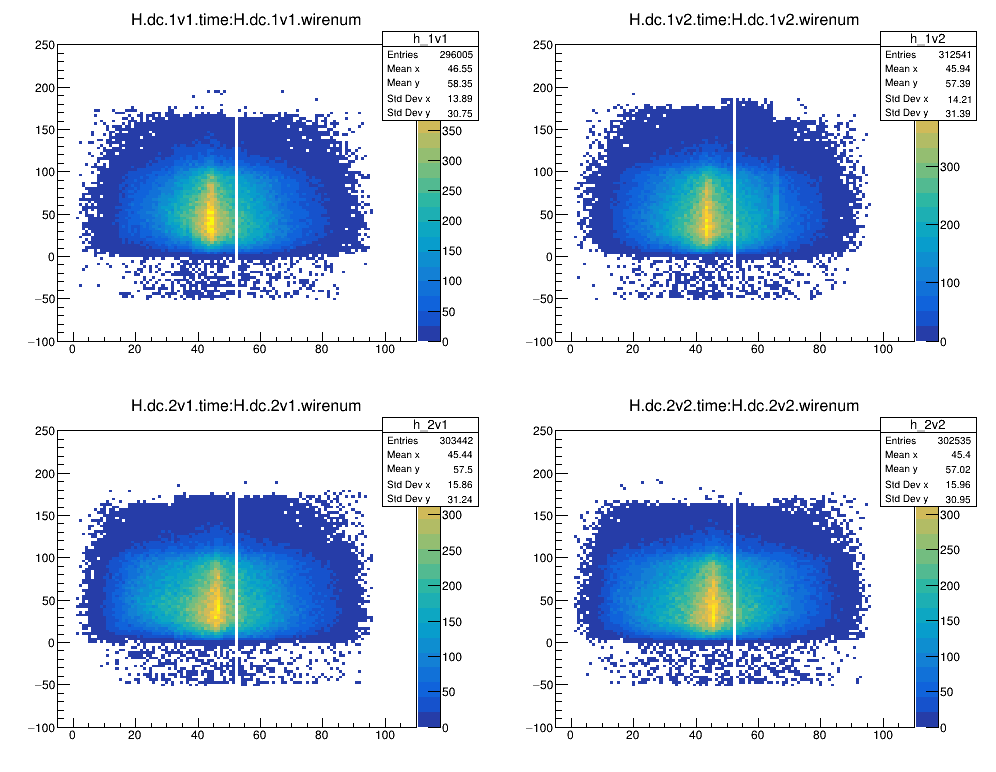 H.dc.1v1.time:H.dc.1v1.wirenum
h_1v1
Entries 296005
Mean x 46.55
Mean y 58.35
Std Dev x 13.89
Std Dev y 30.75
250
200
150
100
50
0
−50
−100
0 20 40 60 80 100
350
300
250
200
150
100
50
0
H.dc.1v2.time:H.dc.1v2.wirenum
h_1v2
Entries 312541
Mean x 45.94
Mean y 57.39
Std Dev x 14.21
Std Dev y 31.39
250
200
150
100
50
0
−50
−100
0 20 40 60 80 100
300
200
100
0
H.dc.2v1.time:H.dc.2v1.wirenum
h_2v1
Entries 303442
Mean x 45.44
Mean y 57.5
Std Dev x 15.86
Std Dev y 31.24
250
200
150
100
50
0
−50
−100
0 20 40 60 80 100
300
250
200
150
100
50
0
H.dc.2v2.time:H.dc.2v2.wirenum
h_2v2
Entries 302535
Mean x 45.4
Mean y 57.02
Std Dev x 15.96
Std Dev y 30.95
250
200
150
100
50
0
−50
−100
0 20 40 60 80 100
300
250
200
150
100
50
0